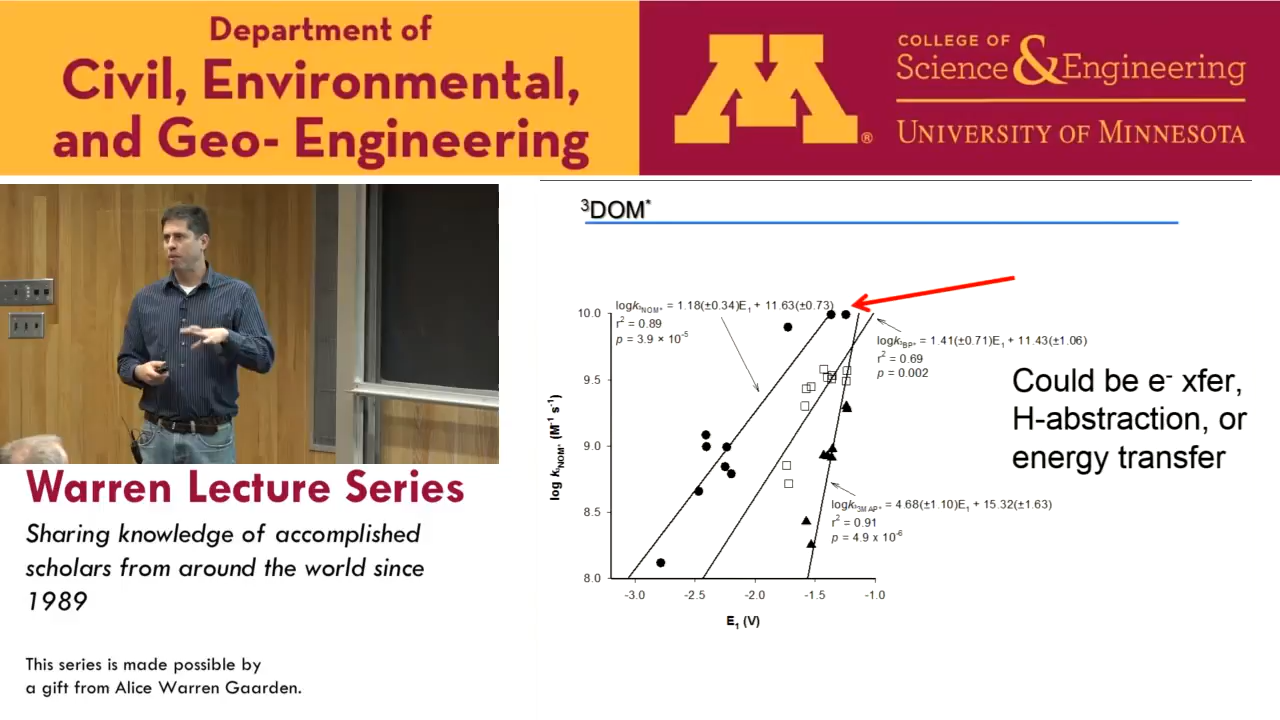 Department of
Civil, Environmental,
and Geo- Engineering
M
®
COLLEGE OF
Science & Engineering
UNIVERSITY OF MINNESOTA
Warren Lecture Series
Sharing knowledge of accomplished
scholars from around the world since
1989
This series is made possible by
a gift from Alice Warren Gaarden.
³DOM*
logk³NOM* = 1.18(±0.34)E₁ + 11.63(±0.73)
r² = 0.89
p = 3.9 × 10⁻⁵
logk³BP* = 1.41(±0.71)E₁ + 11.43(±1.06)
r² = 0.69
p = 0.002
logk³3MAP* = 4.68(±1.10)E₁ + 15.32(±1.63)
r² = 0.91
p = 4.9 x 10⁻⁶
10.0
9.5
9.0
8.5
8.0
-3.0 -2.5 -2.0 -1.5 -1.0
E₁ (V)
log k³NOM* (M⁻¹ s⁻¹)
Could be e⁻ xfer,
H-abstraction, or
energy transfer